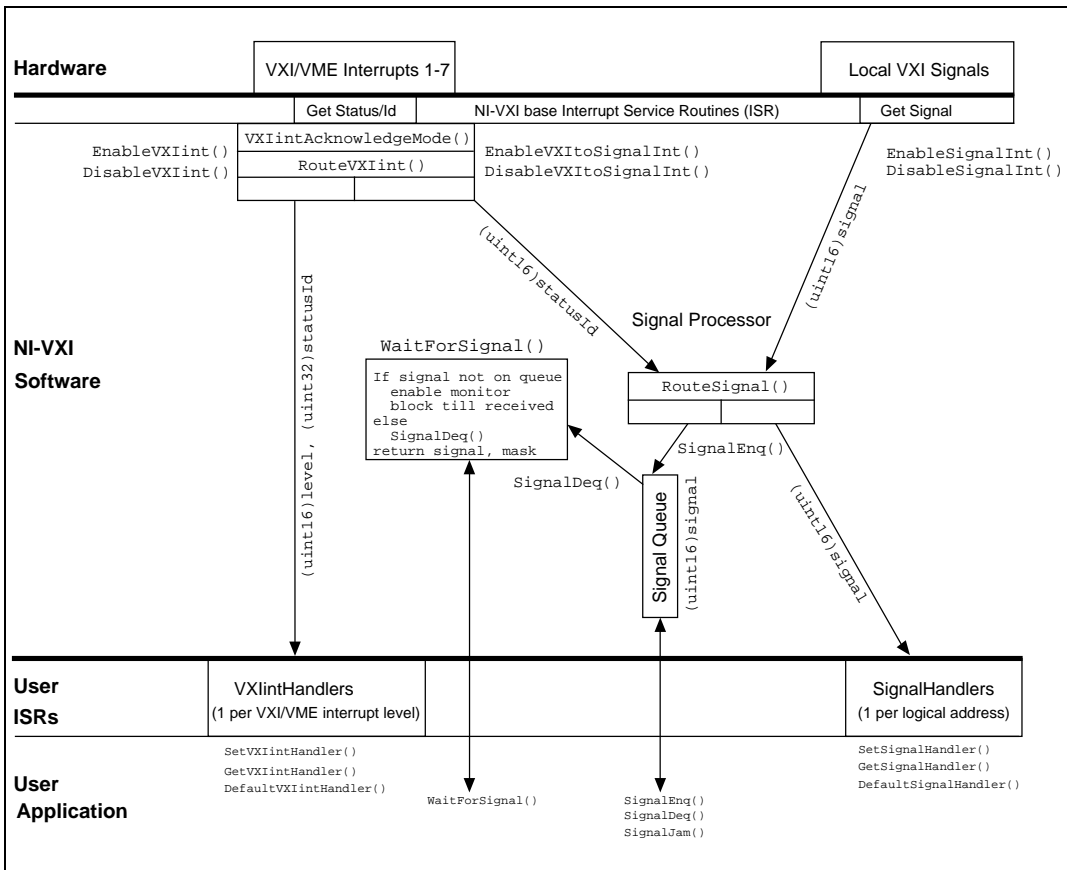 Hardware
VXI/VME Interrupts 1-7
Local VXI Signals
Get Status/Id
NI-VXI base Interrupt Service Routines (ISR)
Get Signal
VXIintAcknowledgeMode()
RouteVXIint()
EnableVXIint()
DisableVXIint()
EnableVXItoSignalInt()
DisableVXItoSignalInt()
EnableSignalInt()
DisableSignalInt()
(uint16)level, (uint32)statusId
(uint16)statusId
(uint16)signal
NI-VXI
Software
Signal Processor
RouteSignal()
WaitForSignal()
If signal not on queue
enable monitor
block till received
else
SignalDeq()
return signal, mask
SignalEnq()
SignalDeq()
Signal Queue
(uint16)signal
(uint16)signal
User
ISRs
VXIintHandlers
(1 per VXI/VME interrupt level)
SignalHandlers
(1 per logical address)
User
Application
SetVXIintHandler()
GetVXIintHandler()
DefaultVXIintHandler()
WaitForSignal()
SignalEnq()
SignalDeq()
SignalJam()
SetSignalHandler()
GetSignalHandler()
DefaultSignalHandler()